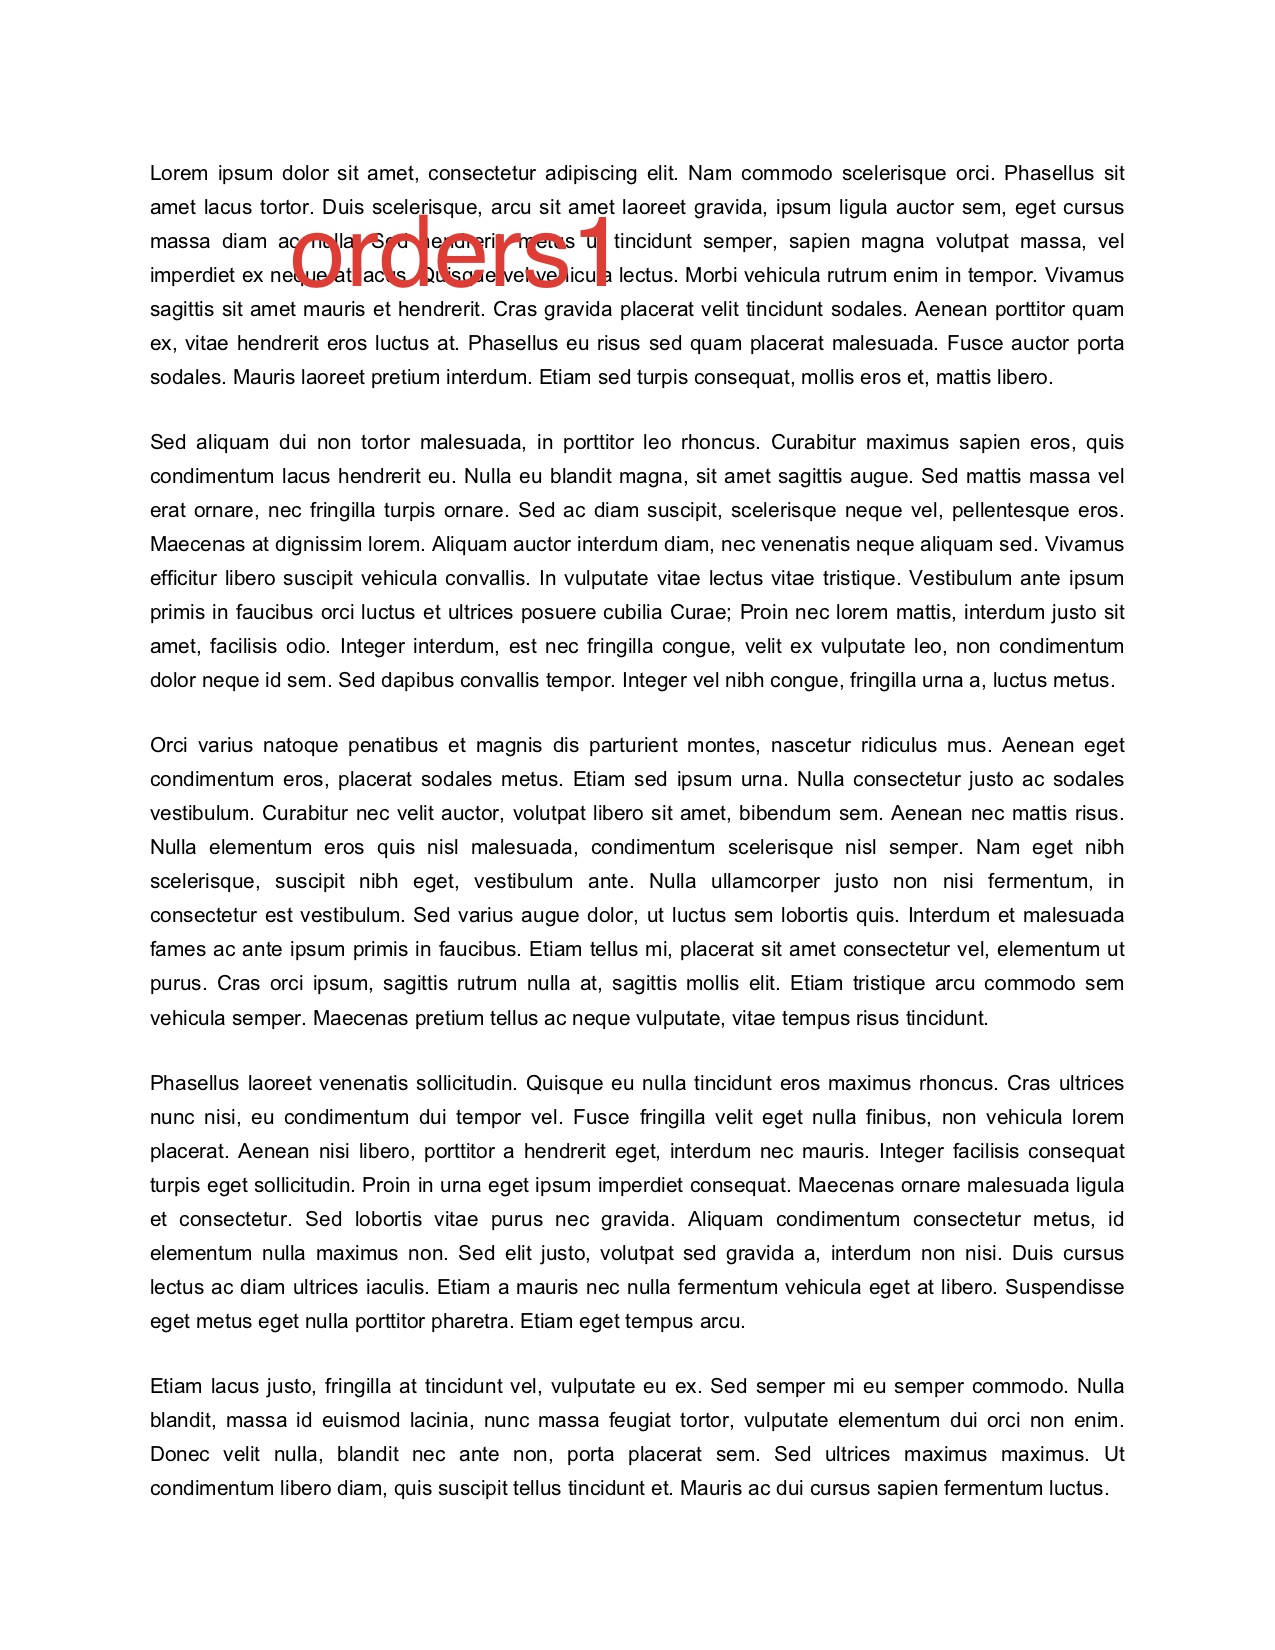 Lorem ipsum dolor sit amet, consectetur adipiscing elit. Nam commodo scelerisque orci. Phasellus sit
amet lacus tortor. Duis scelerisque, arcu sit amet laoreet gravida, ipsum ligula auctor sem, eget cursus
orders1
massa diam ac nulla. Sed hendrerit metus ut tincidunt semper, sapien magna volutpat massa, vel
imperdiet ex neque at lacus. Quisque vel vehicula lectus. Morbi vehicula rutrum enim in tempor. Vivamus
sagittis sit amet mauris et hendrerit. Cras gravida placerat velit tincidunt sodales. Aenean porttitor quam
ex, vitae hendrerit eros luctus at. Phasellus eu risus sed quam placerat malesuada. Fusce auctor porta
sodales. Mauris laoreet pretium interdum. Etiam sed turpis consequat, mollis eros et, mattis libero.
Sed aliquam dui non tortor malesuada, in porttitor leo rhoncus. Curabitur maximus sapien eros, quis
condimentum lacus hendrerit eu. Nulla eu blandit magna, sit amet sagittis augue. Sed mattis massa vel
erat ornare, nec fringilla turpis ornare. Sed ac diam suscipit, scelerisque neque vel, pellentesque eros.
Maecenas at dignissim lorem. Aliquam auctor interdum diam, nec venenatis neque aliquam sed. Vivamus
efficitur libero suscipit vehicula convallis. In vulputate vitae lectus vitae tristique. Vestibulum ante ipsum
primis in faucibus orci luctus et ultrices posuere cubilia Curae; Proin nec lorem mattis, interdum justo sit
amet, facilisis odio. Integer interdum, est nec fringilla congue, velit ex vulputate leo, non condimentum
dolor neque id sem. Sed dapibus convallis tempor. Integer vel nibh congue, fringilla urna a, luctus metus.
Orci varius natoque penatibus et magnis dis parturient montes, nascetur ridiculus mus. Aenean eget
condimentum eros, placerat sodales metus. Etiam sed ipsum urna. Nulla consectetur justo ac sodales
vestibulum. Curabitur nec velit auctor, volutpat libero sit amet, bibendum sem. Aenean nec mattis risus.
Nulla elementum eros quis nisl malesuada, condimentum scelerisque nisl semper. Nam eget nibh
scelerisque, suscipit nibh eget, vestibulum ante. Nulla ullamcorper justo non nisi fermentum, in
consectetur est vestibulum. Sed varius augue dolor, ut luctus sem lobortis quis. Interdum et malesuada
fames ac ante ipsum primis in faucibus. Etiam tellus mi, placerat sit amet consectetur vel, elementum ut
purus. Cras orci ipsum, sagittis rutrum nulla at, sagittis mollis elit. Etiam tristique arcu commodo sem
vehicula semper. Maecenas pretium tellus ac neque vulputate, vitae tempus risus tincidunt.
Phasellus laoreet venenatis sollicitudin. Quisque eu nulla tincidunt eros maximus rhoncus. Cras ultrices
nunc nisi, eu condimentum dui tempor vel. Fusce fringilla velit eget nulla finibus, non vehicula lorem
placerat. Aenean nisi libero, porttitor a hendrerit eget, interdum nec mauris. Integer facilisis consequat
turpis eget sollicitudin. Proin in urna eget ipsum imperdiet consequat. Maecenas ornare malesuada ligula
et consectetur. Sed lobortis vitae purus nec gravida. Aliquam condimentum consectetur metus, id
elementum nulla maximus non. Sed elit justo, volutpat sed gravida a, interdum non nisi. Duis cursus
lectus ac diam ultrices iaculis. Etiam a mauris nec nulla fermentum vehicula eget at libero. Suspendisse
eget metus eget nulla porttitor pharetra. Etiam eget tempus arcu.
Etiam lacus justo, fringilla at tincidunt vel, vulputate eu ex. Sed semper mi eu semper commodo. Nulla
blandit, massa id euismod lacinia, nunc massa feugiat tortor, vulputate elementum dui orci non enim.
Donec velit nulla, blandit nec ante non, porta placerat sem. Sed ultrices maximus maximus. Ut
condimentum libero diam, quis suscipit tellus tincidunt et. Mauris ac dui cursus sapien fermentum luctus.